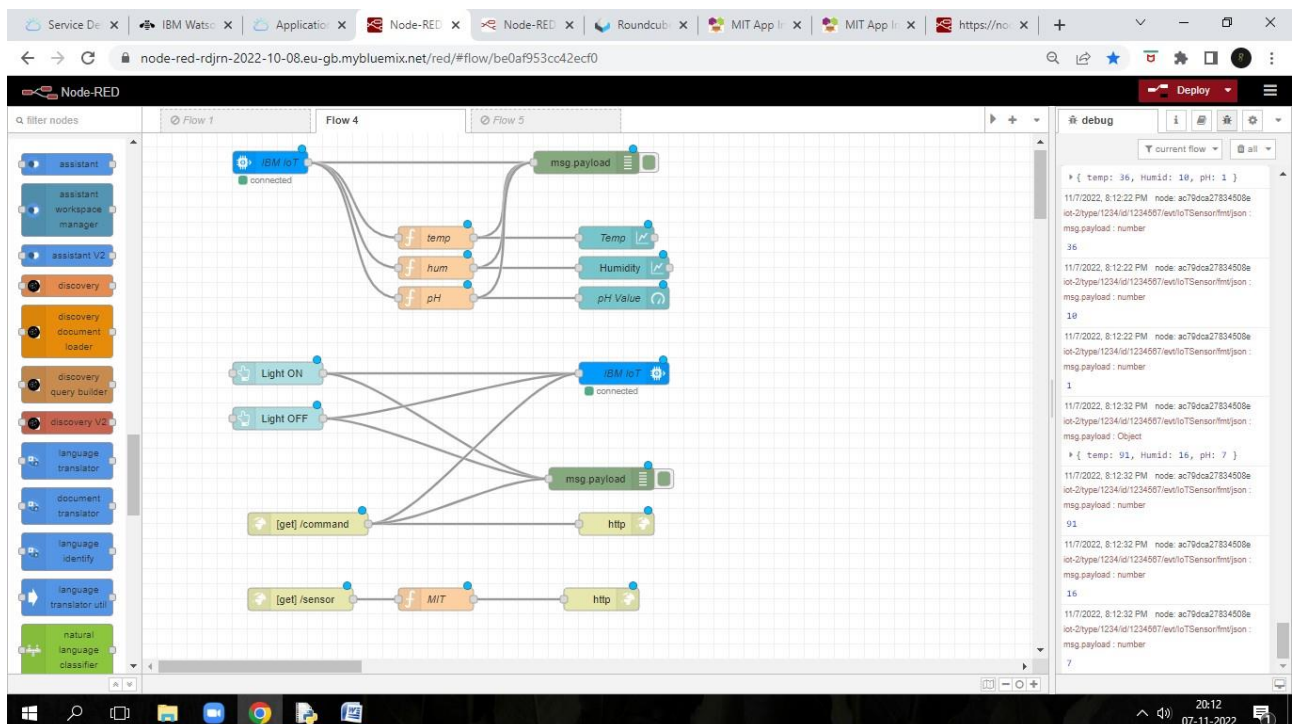 Service De
IBM Wats
Application
Node-RED
Node-RED
Roundcub
MIT App In
MIT App In
https://no
node-red-rdjrn-2022-10-08.eu-gb.mybluemix.net/red/#flow/be0af953cc42ecf0
Node-RED
Deploy
filter nodes
Flow 1
Flow 4
Flow 5
debug
i
assistant
assistant
workspace
manager
assistant V2
discovery
discovery
document
loader
discovery
query builder
discovery V2
language
translator
document
translator
language
identify
language
translator util
natural
language
classifier
IBM IoT
connected
msg.payload
temp
Temp
hum
Humidity
pH
pH Value
Light ON
IBM IoT
connected
Light OFF
msg.payload
[get] /command
http
[get] /sensor
MIT
http
current flow
all
{ temp: 36, Humid: 10, pH: 1 }
11/7/2022, 8:12:22 PM node: ac79dca27834508e
iot-2/type/1234/id/1234567/evt/IoTSensor/fmt/json :
msg.payload : number
36
11/7/2022, 8:12:22 PM node: ac79dca27834508e
iot-2/type/1234/id/1234567/evt/IoTSensor/fmt/json :
msg.payload : number
10
11/7/2022, 8:12:22 PM node: ac79dca27834508e
iot-2/type/1234/id/1234567/evt/IoTSensor/fmt/json :
msg.payload : number
1
11/7/2022, 8:12:32 PM node: ac79dca27834508e
iot-2/type/1234/id/1234567/evt/IoTSensor/fmt/json :
msg.payload : Object
{ temp: 91, Humid: 16, pH: 7 }
11/7/2022, 8:12:32 PM node: ac79dca27834508e
iot-2/type/1234/id/1234567/evt/IoTSensor/fmt/json :
msg.payload : number
91
11/7/2022, 8:12:32 PM node: ac79dca27834508e
iot-2/type/1234/id/1234567/evt/IoTSensor/fmt/json :
msg.payload : number
16
11/7/2022, 8:12:32 PM node: ac79dca27834508e
iot-2/type/1234/id/1234567/evt/IoTSensor/fmt/json :
msg.payload : number
7
20:12
07-11-2022